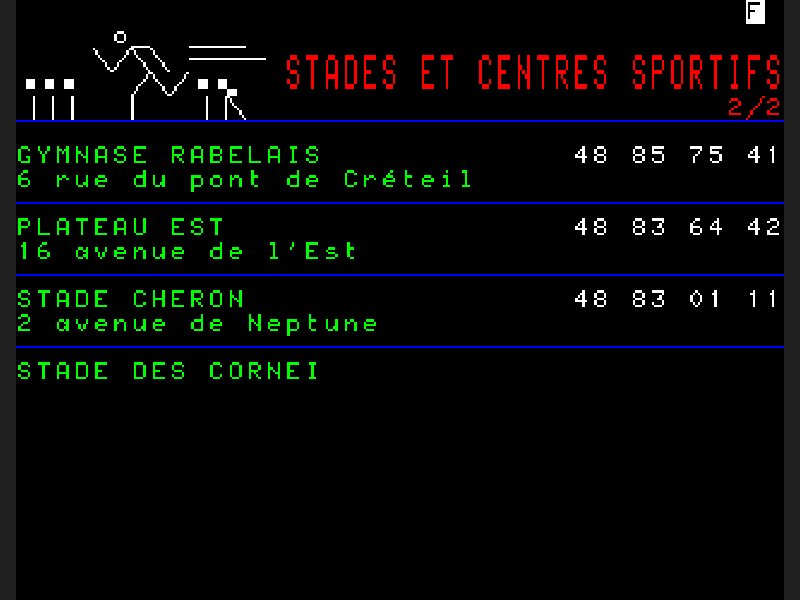 F
STADES ET CENTRES SPORTIFS
2/2
GYMNASE RABELAIS 48 85 75 41
6 rue du pont de Créteil
PLATEAU EST 48 83 64 42
16 avenue de l'Est
STADE CHERON 48 83 01 11
2 avenue de Neptune
STADE DES CORNEI